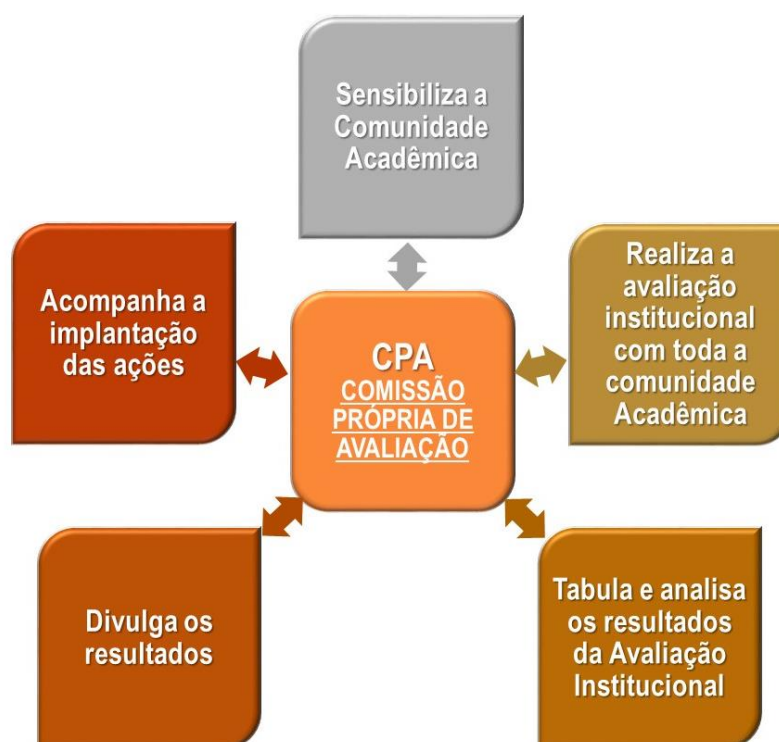 Sensibiliza a
Comunidade
Acadêmica
Realiza a
avaliação
institucional
com toda a
comunidade
Acadêmica
Acompanha a
implantação
das ações
CPA
COMISSÃO
PRÓPRIA DE
AVALIAÇÃO
Tabula e analisa
os resultados
da Avaliação
Institucional
Divulga os
resultados